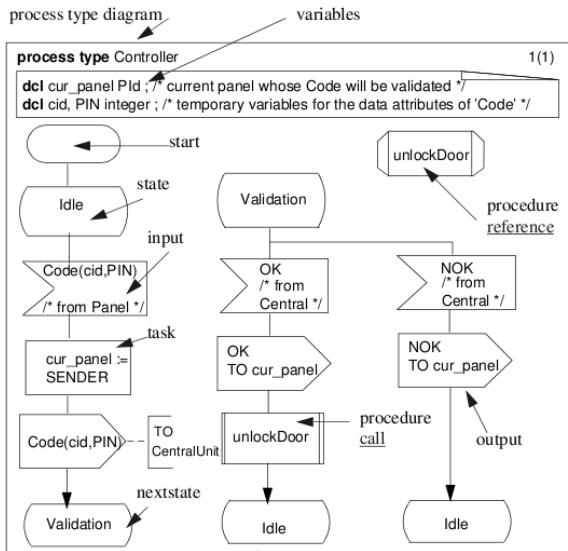 process type diagram
variables
process type Controller
1(1)
dcl cur_panel PId ; /* current panel whose Code will be validated */
dcl cid, PIN integer ; /* temporary variables for the data attributes of 'Code' */
start
unlockDoor
procedure
reference
Idle
state
Validation
input
Code(cid,PIN)
/* from Panel */
OK
/* from
Central */
NOK
/* from
Central */
task
cur_panel :=
SENDER
OK
TO cur_panel
NOK
TO cur_panel
Code(cid,PIN)
TO
CentralUnit
unlockDoor
procedure
call
output
nextstate
Validation
Idle
Idle